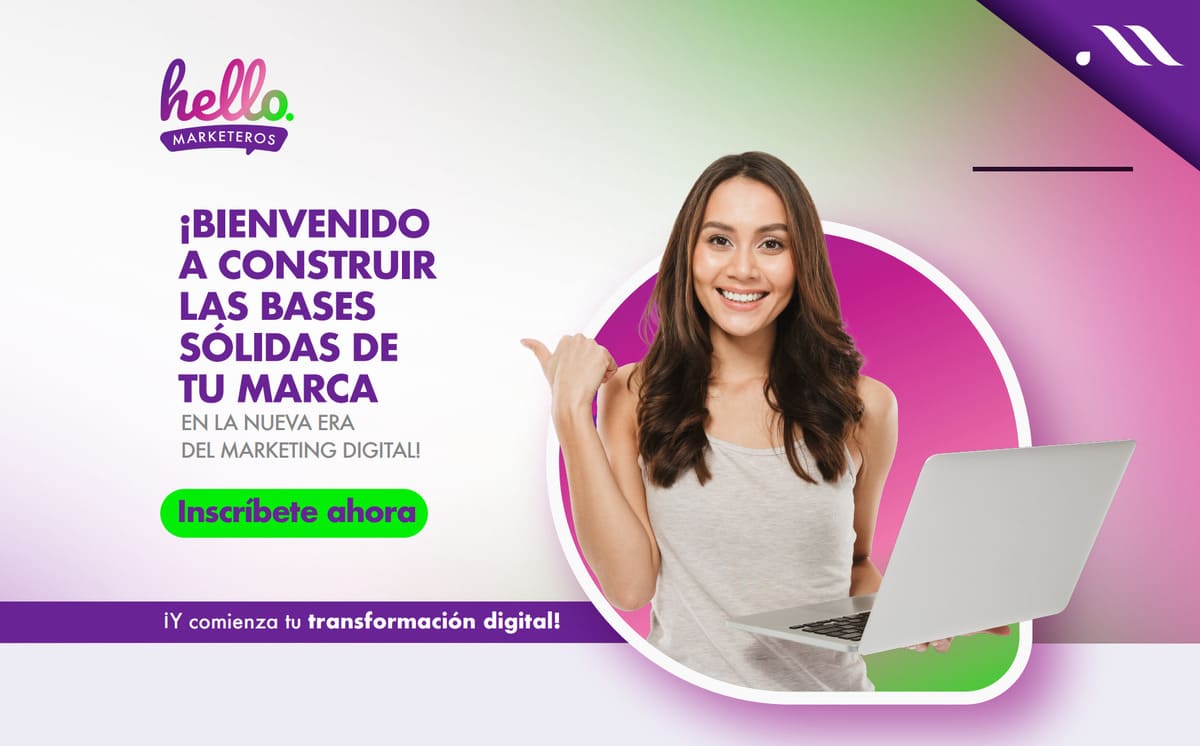 hello.
MARKETEROS
¡BIENVENIDO
A CONSTRUIR
LAS BASES
SÓLIDAS DE
TU MARCA
EN LA NUEVA ERA
DEL MARKETING DIGITAL!
Inscríbete ahora
¡Y comienza tu transformación digital!